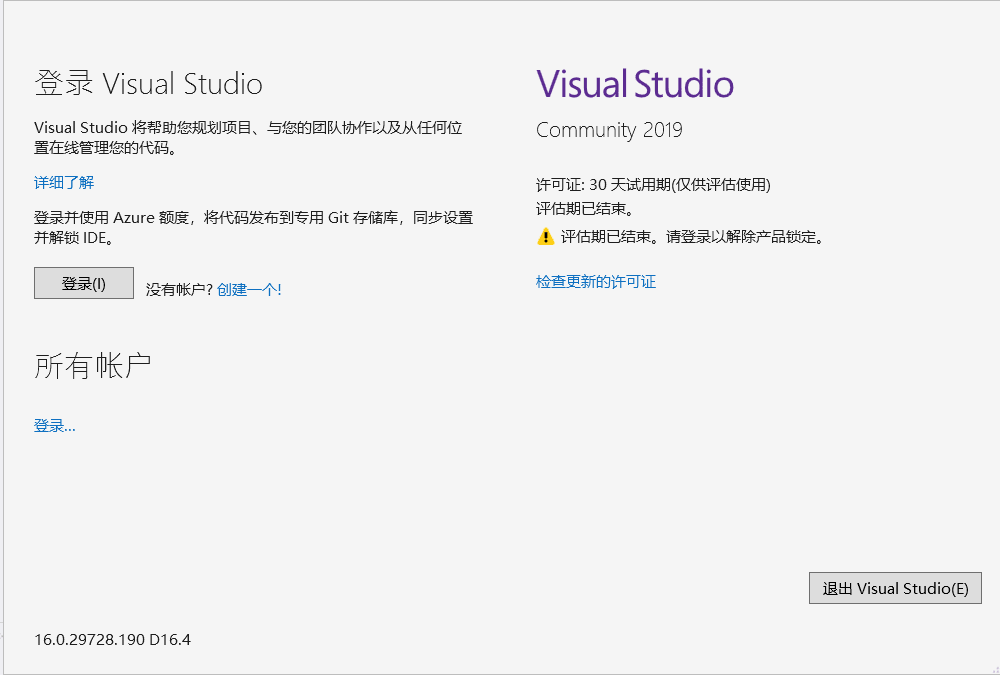 登录 Visual Studio
Visual Studio 将帮助您规划项目、与您的团队协作以及从任何位
置在线管理您的代码。
详细了解
登录并使用 Azure 额度，将代码发布到专用 Git 存储库，同步设置
并解锁 IDE。
登录(I)
没有帐户? 创建一个!
所有帐户
登录...
16.0.29728.190 D16.4
Visual Studio
Community 2019
许可证: 30 天试用期(仅供评估使用)
评估期已结束。
评估期已结束。请登录以解除产品锁定。
检查更新的许可证
退出 Visual Studio(E)